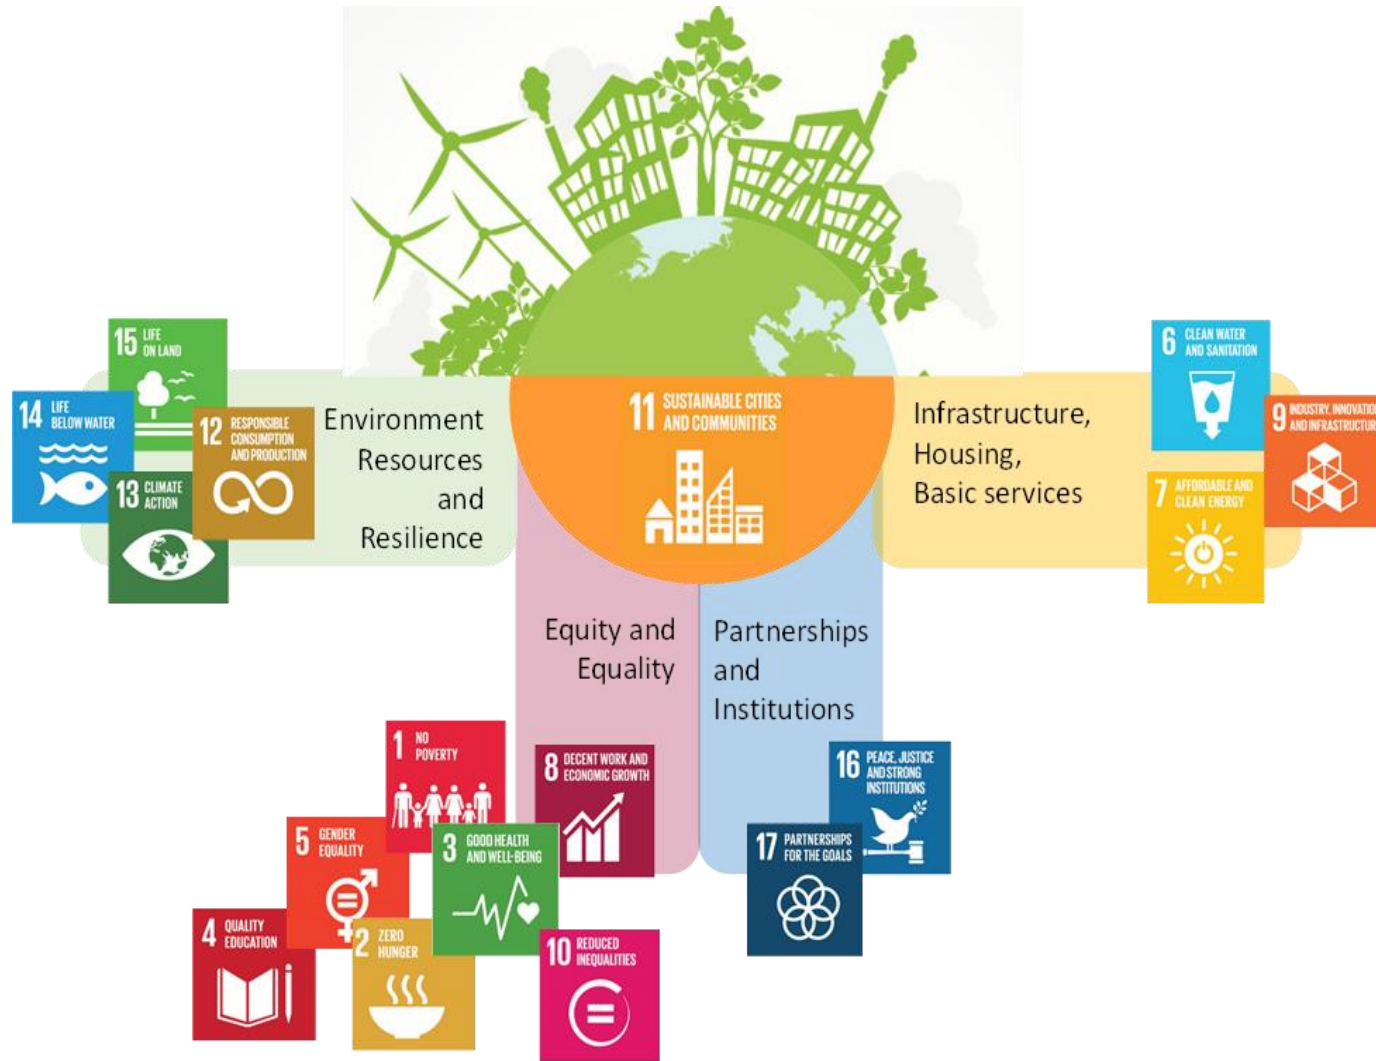 15 LIFE
ON LAND
14 LIFE
BELOW WATER
12 RESPONSIBLE
CONSUMPTION
AND PRODUCTION
13 CLIMATE
ACTION
Environment
Resources
and
Resilience
11 SUSTAINABLE CITIES
AND COMMUNITIES
Infrastructure,
Housing,
Basic services
6 CLEAN WATER
AND SANITATION
9 INDUSTRY, INNOVATION
AND INFRASTRUCTURE
7 AFFORDABLE AND
CLEAN ENERGY
Equity and
Equality
Partnerships
and
Institutions
1 NO
POVERTY
8 DECENT WORK AND
ECONOMIC GROWTH
5 GENDER
EQUALITY
3 GOOD HEALTH
AND WELL-BEING
4 QUALITY
EDUCATION
2 ZERO
HUNGER
10 REDUCED
INEQUALITIES
16 PEACE, JUSTICE
AND STRONG
INSTITUTIONS
17 PARTNERSHIPS
FOR THE GOALS